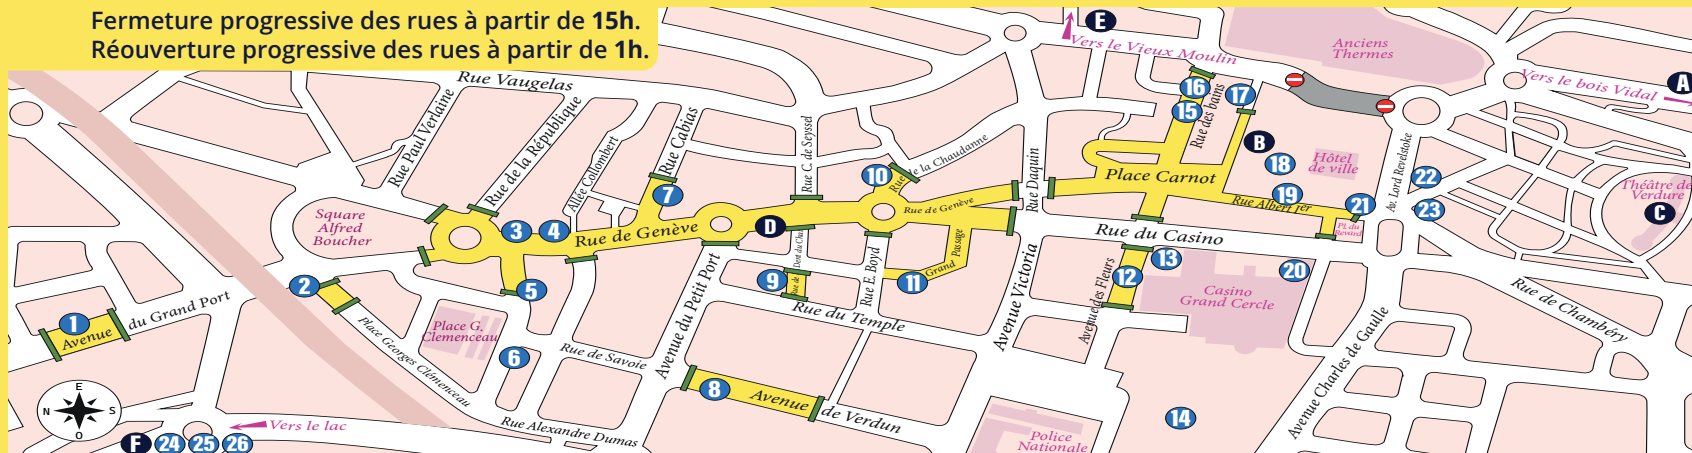 Fermeture progressive des rues à partir de 15h.
Réouverture progressive des rues à partir de 1h.
E
Vers le Vieux Moulin
Anciens
Thermes
Vers le bois Vidal
A
Rue Vaugelas
Rue Paul Verlaine
Rue de la République
Allée Collombert
Rue Cabias
Rue C. de Seyssel
Rue de la Chaudanne
Rue Daquin
Rue des bains
16
15
17
B
18
Hôtel
de ville
Av. Lord Revelstoke
22
23
Théâtre de
Verdure
C
Square
Alfred
Boucher
3
4
7
10
Rue de Genève
D
Rue de Genève
Place Carnot
19
Rue Albert 1er
21
Pl. du
Revard
Rue du Casino
2
5
9
Rue E. Boyd
11
Grand Passage
Avenue Victoria
Avenue des Fleurs
12
13
20
Casino
Grand Cercle
Rue de Chambéry
1
Avenue du Grand Port
Place Georges Clémenceau
Place G.
Clemenceau
6
Rue de Savoie
Avenue du Petit Port
Rue du Temple
8
Avenue de Verdun
Rue Alexandre Dumas
14
Avenue Charles de Gaulle
Police
Nationale
E
N
S
O
Vers le lac
F
24
25
26